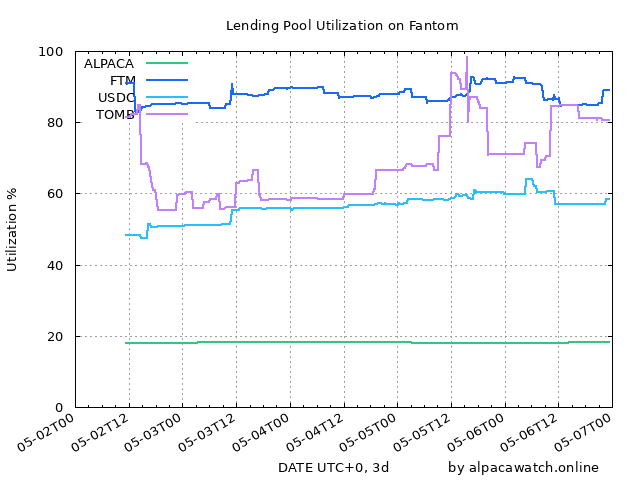 Lending Pool Utilization on Fantom
100
80
60
40
20
0
Utilization %
ALPACA
FTM
USDC
TOMB
05-02T00
05-02T12
05-03T00
05-03T12
05-04T00
05-04T12
05-05T00
05-05T12
05-06T00
05-06T12
05-07T00
DATE UTC+0, 3d
by alpacawatch.online